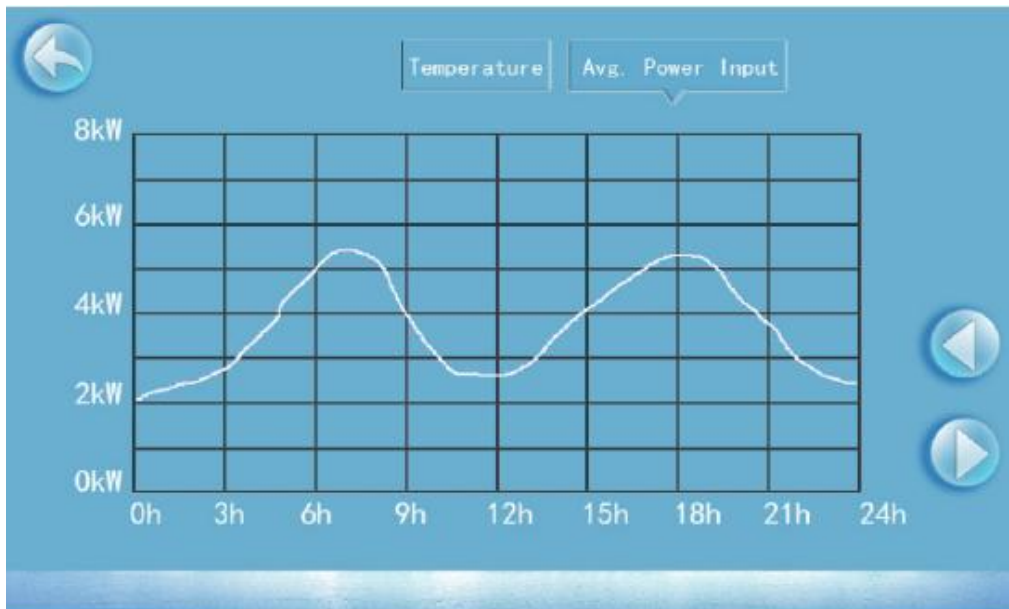 Temperature
Avg. Power Input
8kW
6kW
4kW
2kW
0kW
0h 3h 6h 9h 12h 15h 18h 21h 24h